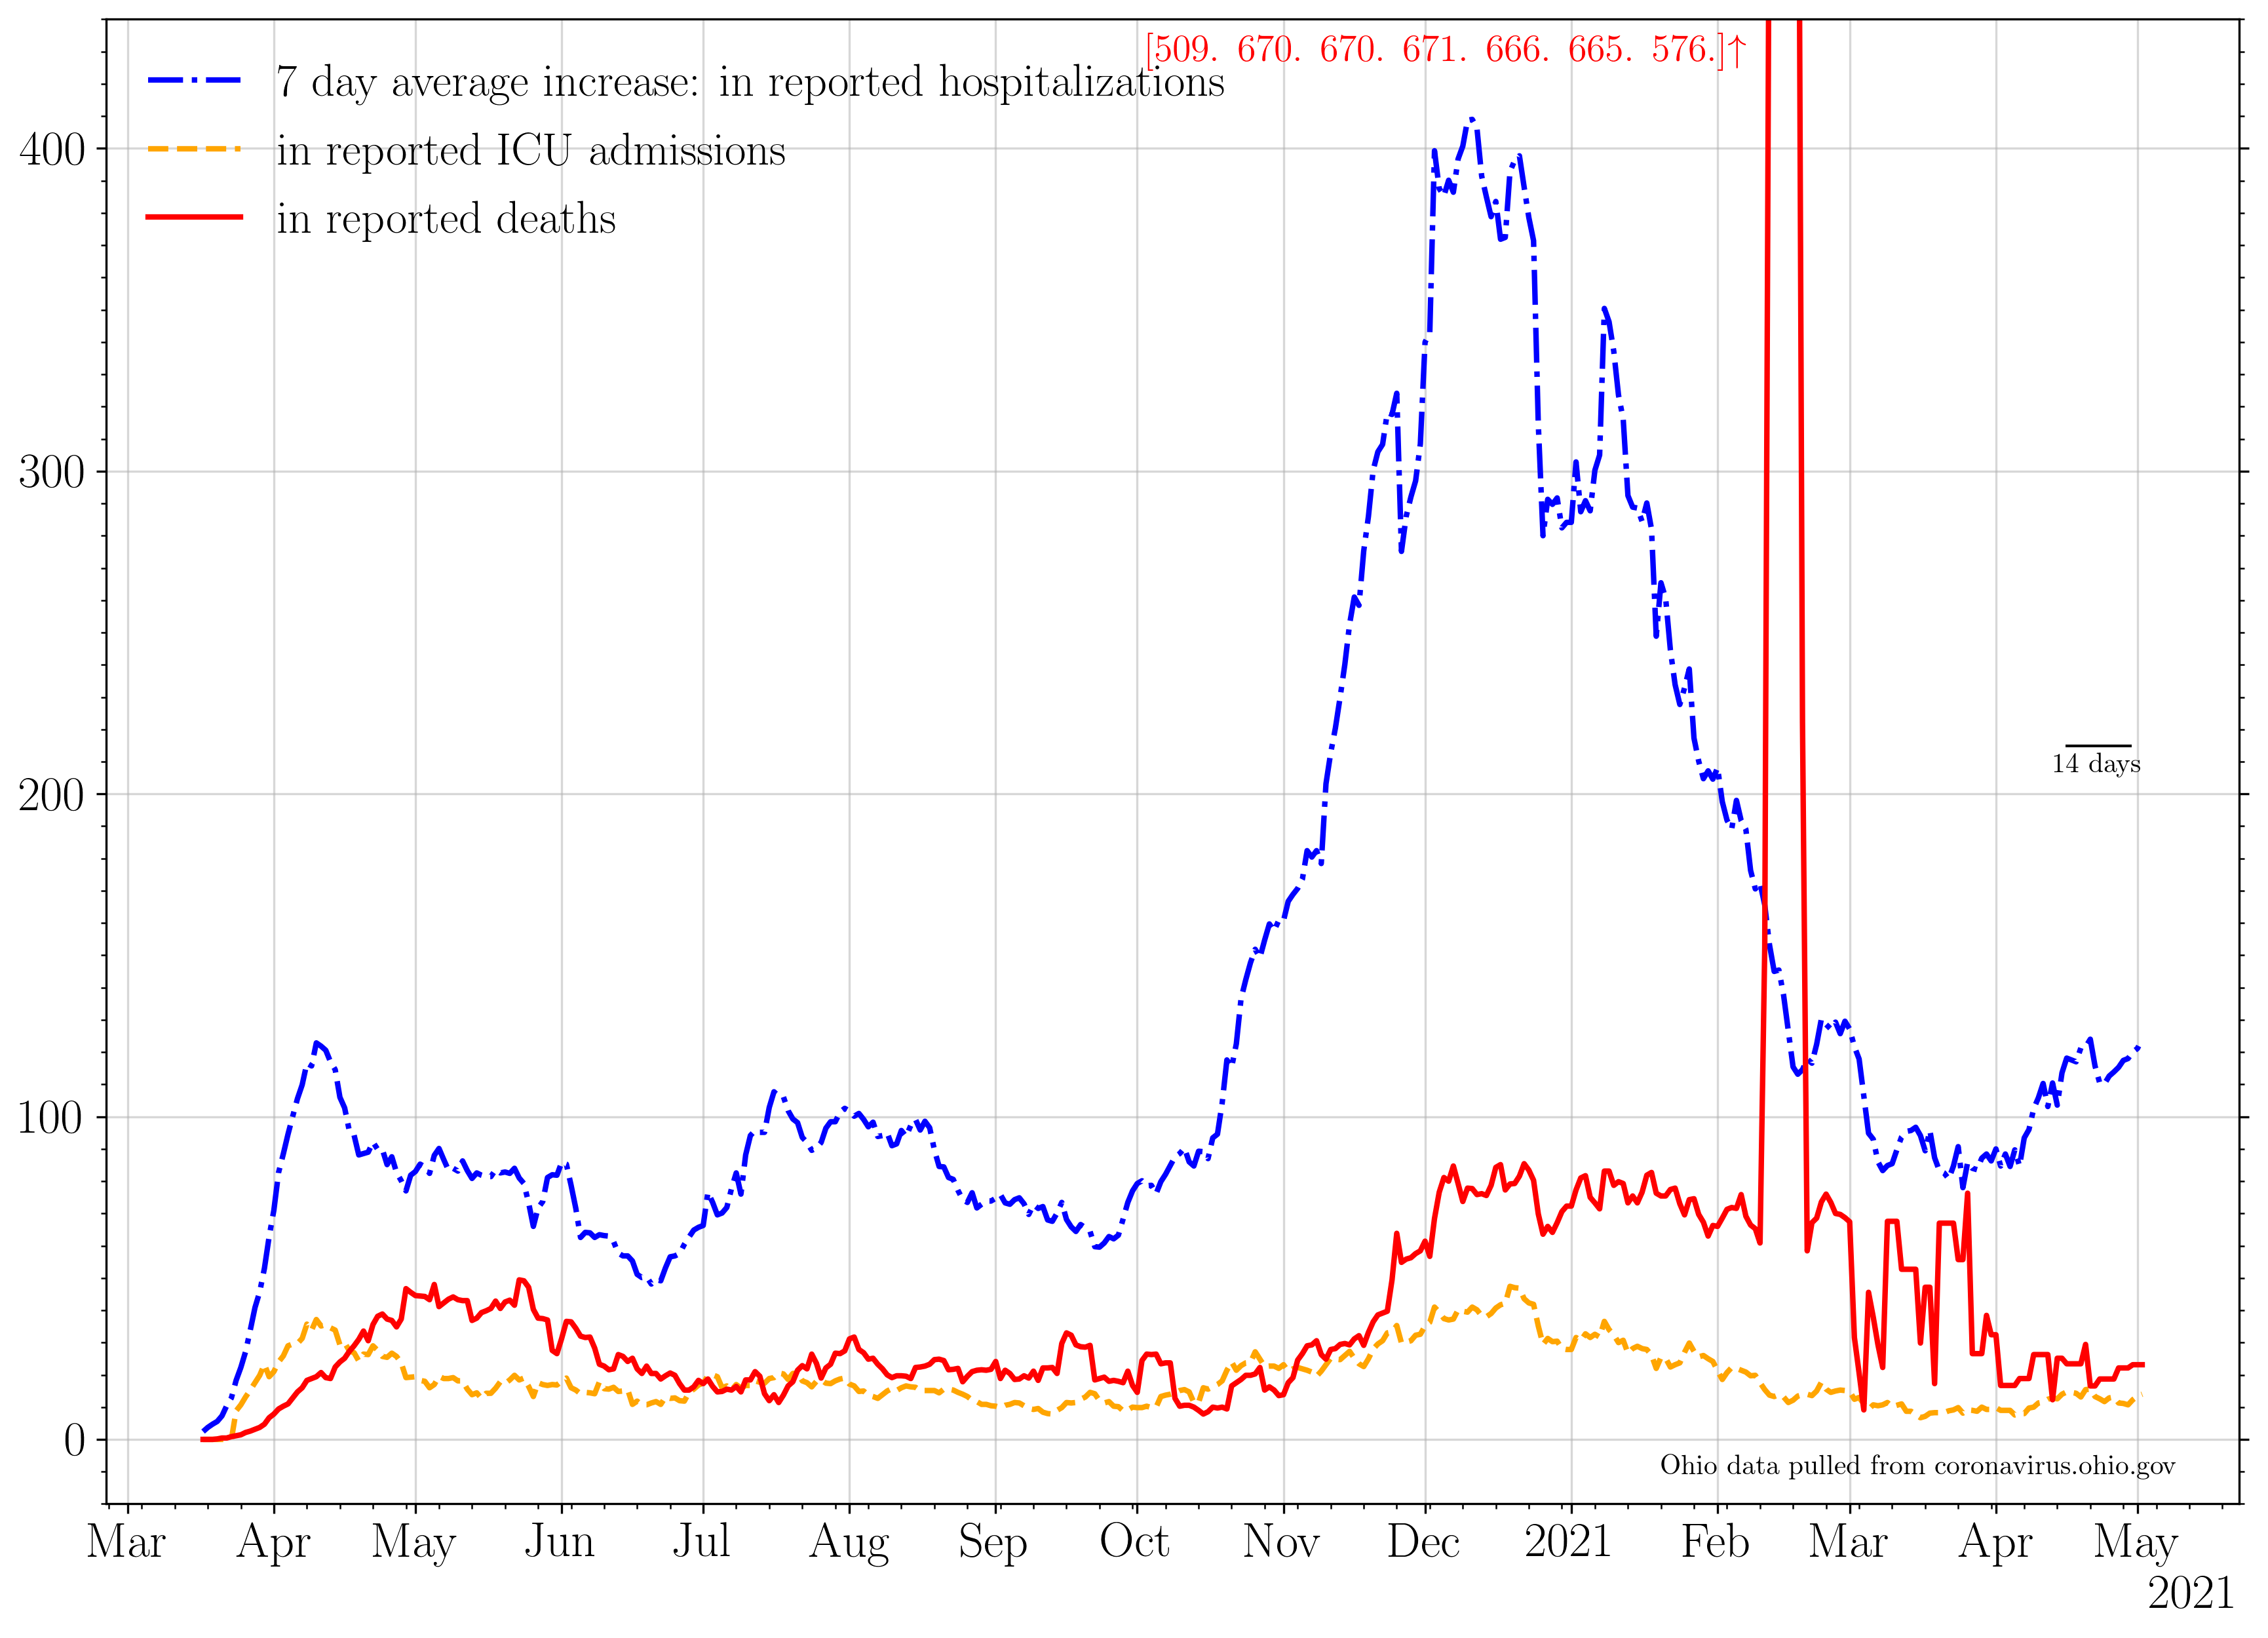 [509. 670. 670. 671. 666. 665. 576.]↑
7 day average increase: in reported hospitalizations
in reported ICU admissions
in reported deaths
400
300
200
100
0
14 days
Ohio data pulled from coronavirus.ohio.gov
Mar Apr May Jun Jul Aug Sep Oct Nov Dec 2021 Feb Mar Apr May
2021